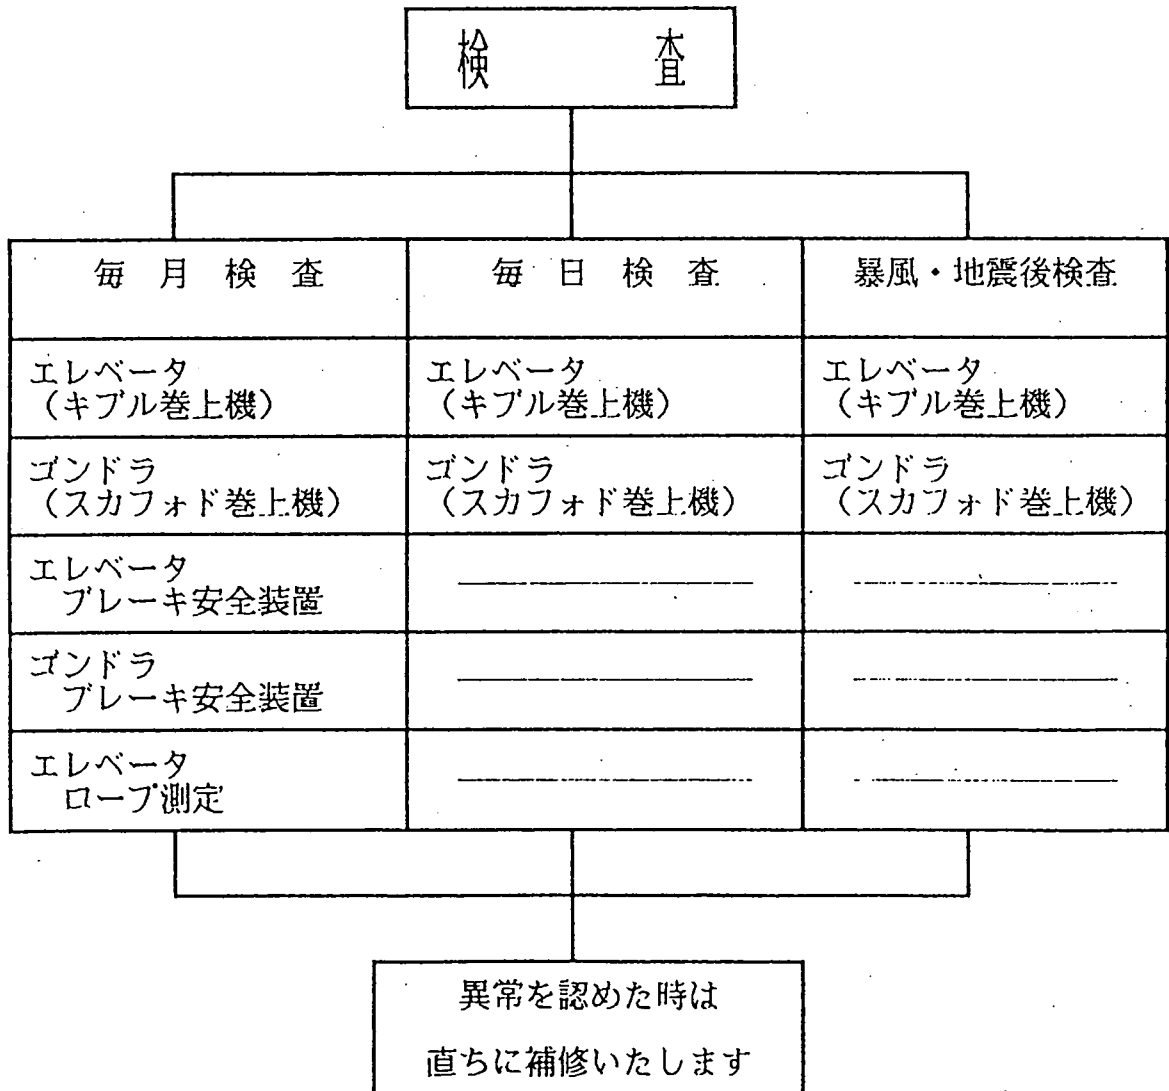 検査
毎月検査
毎日検査
暴風・地震後検査
エレベータ
(キブル巻上機)
エレベータ
(キブル巻上機)
エレベータ
(キブル巻上機)
ゴンドラ
(スカフォド巻上機)
ゴンドラ
(スカフォド巻上機)
ゴンドラ
(スカフォド巻上機)
エレベータ
ブレーキ安全装置
ゴンドラ
ブレーキ安全装置
エレベータ
ロープ測定
異常を認めた時は
直ちに補修いたします